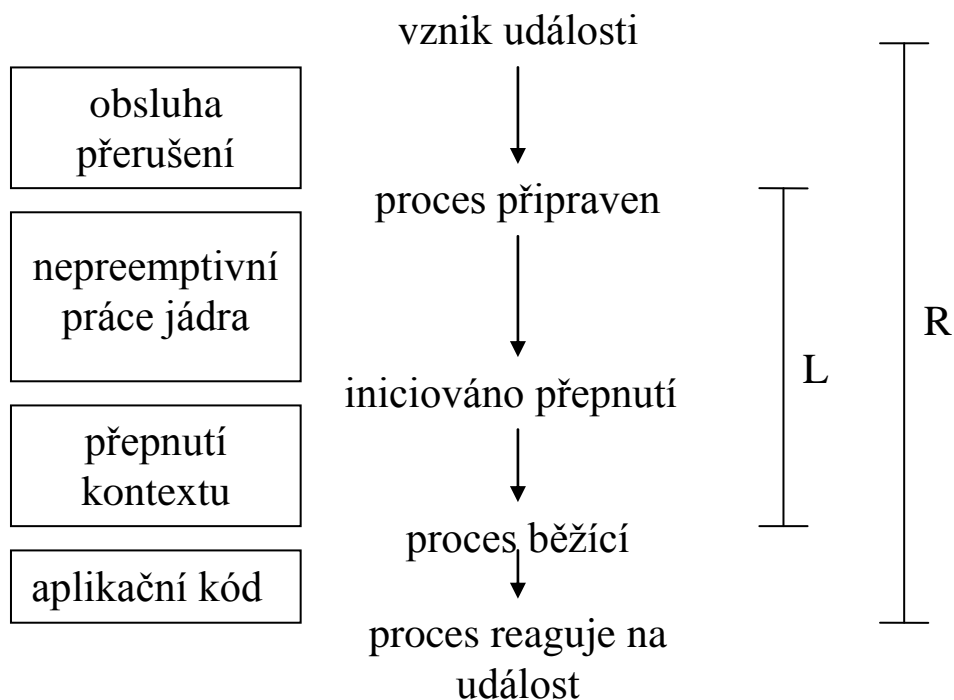 vznik události
obsluha
přerušení
proces připraven
nepreemptivní
práce jádra
R
L
iniciováno přepnutí
přepnutí
kontextu
proces běžící
aplikační kód
proces reaguje na
událost